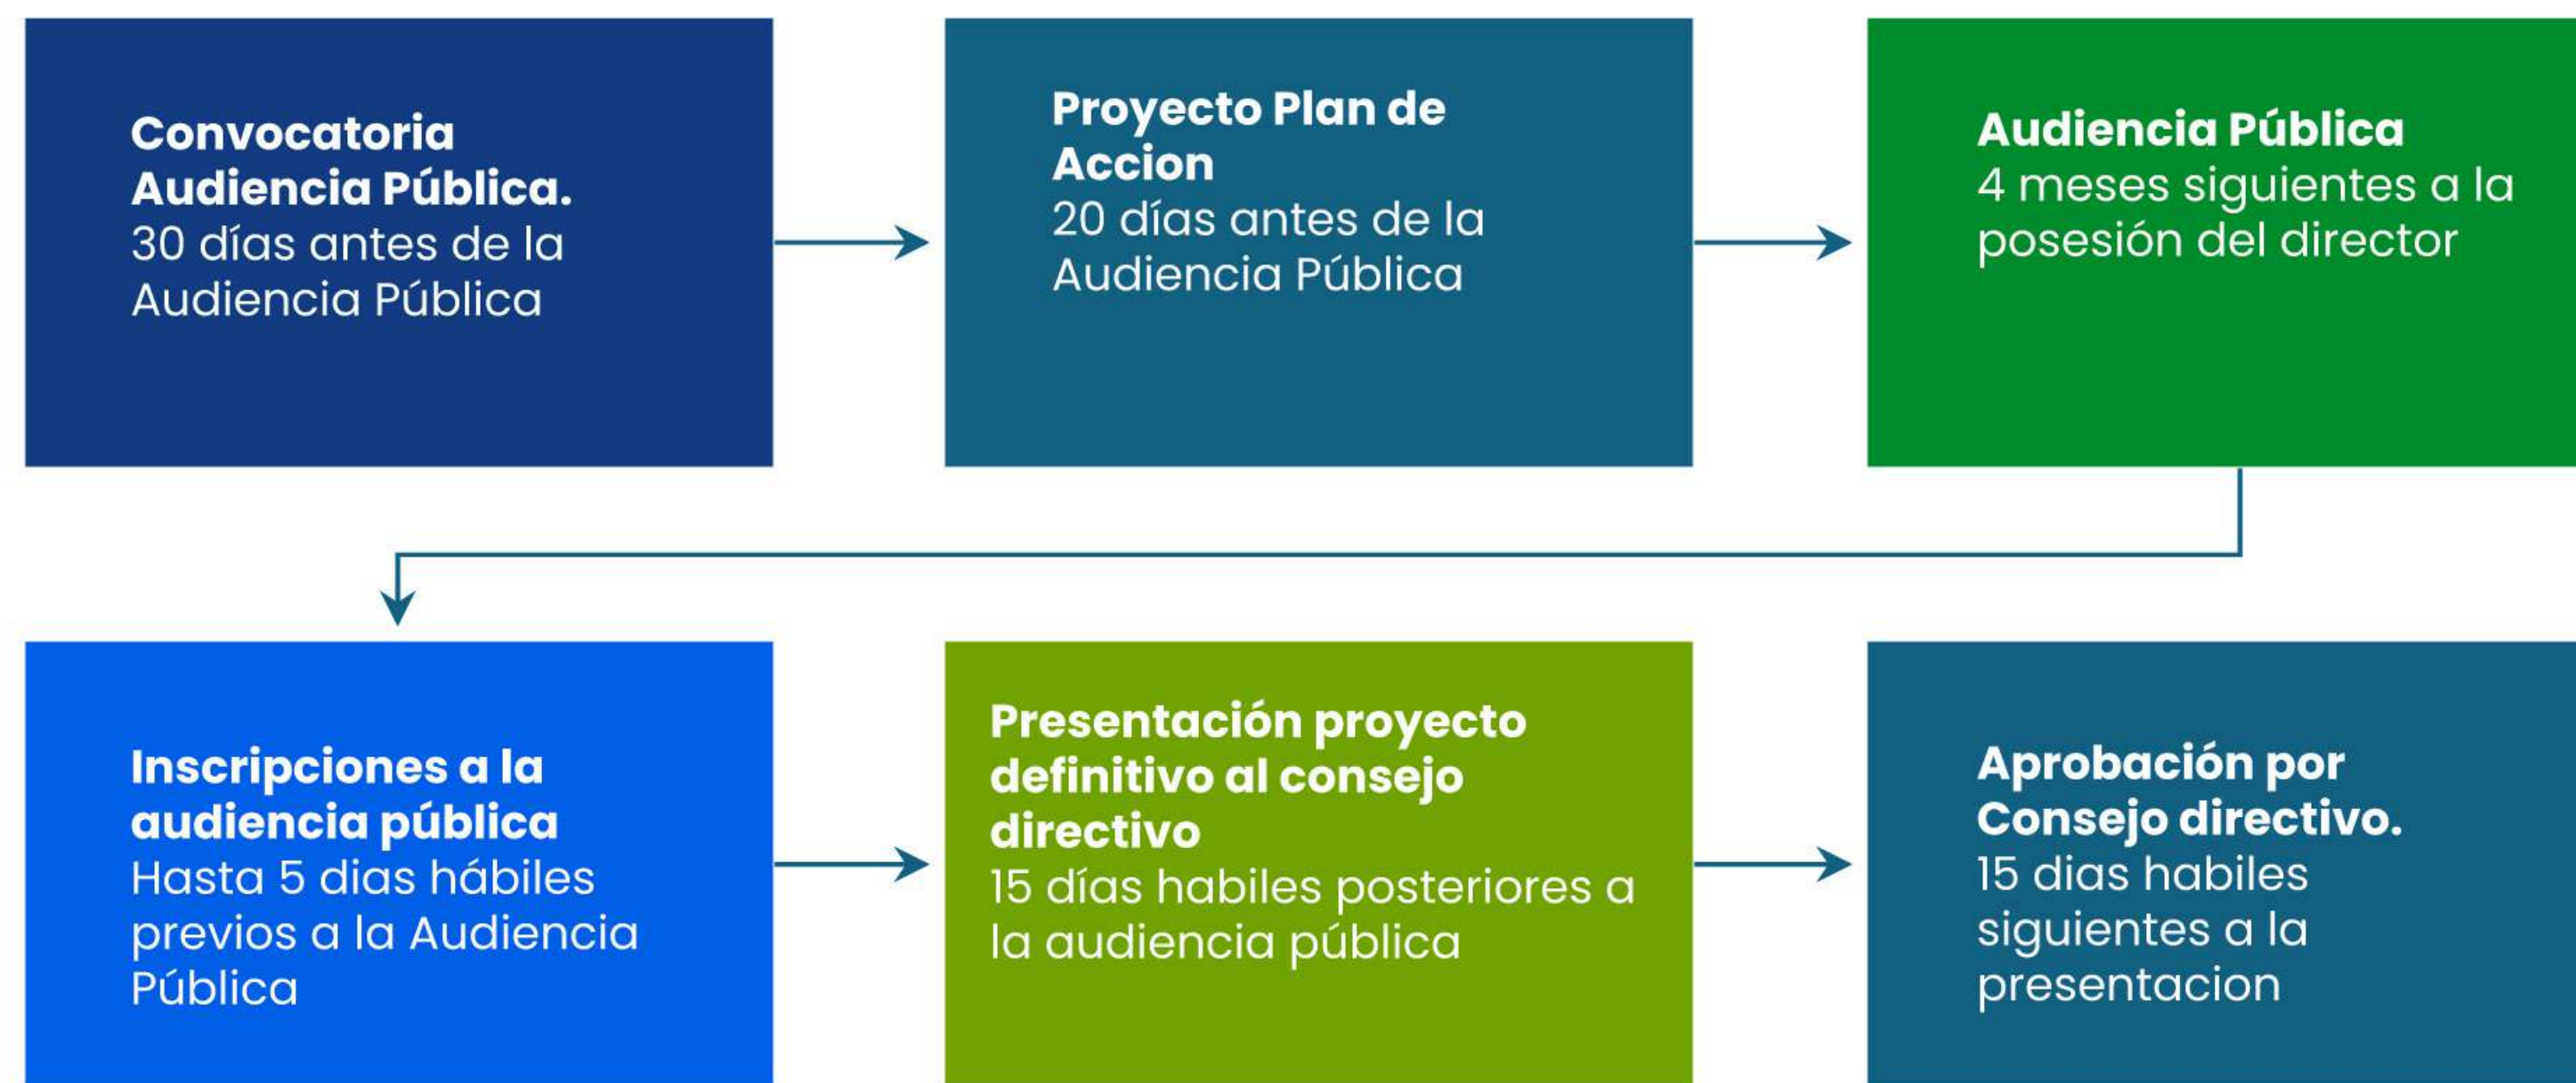 Convocatoria
Audiencia Pública.
30 días antes de la
Audiencia Pública
Proyecto Plan de
Accion
20 días antes de la
Audiencia Pública
Audiencia Pública
4 meses siguientes a la
posesión del director
Inscripciones a la
audiencia pública
Hasta 5 dias hábiles
previos a la Audiencia
Pública
Presentación proyecto
definitivo al consejo
directivo
15 días habiles posteriores a
la audiencia pública
Aprobación por
Consejo directivo.
15 dias habiles
siguientes a la
presentacion